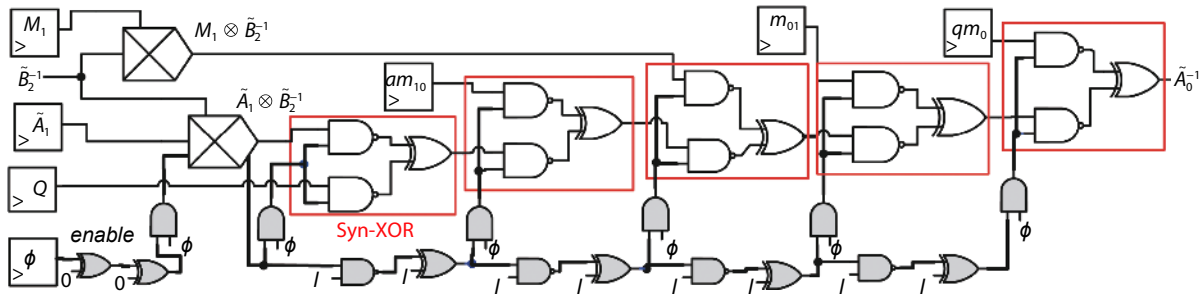 M₁
>
M₁ ⊗ B̃₂⁻¹
m₀₁
>
qm₀
>
B̃₂⁻¹
am₁₀
>
Ã₀⁻¹
Ã₁
>
Ã₁ ⊗ B̃₂⁻¹
Q
>
Syn-XOR
ϕ
>
enable
0
0
ϕ
ϕ
ϕ
ϕ
ϕ
ϕ
I
I
I
I
I
I
I
I